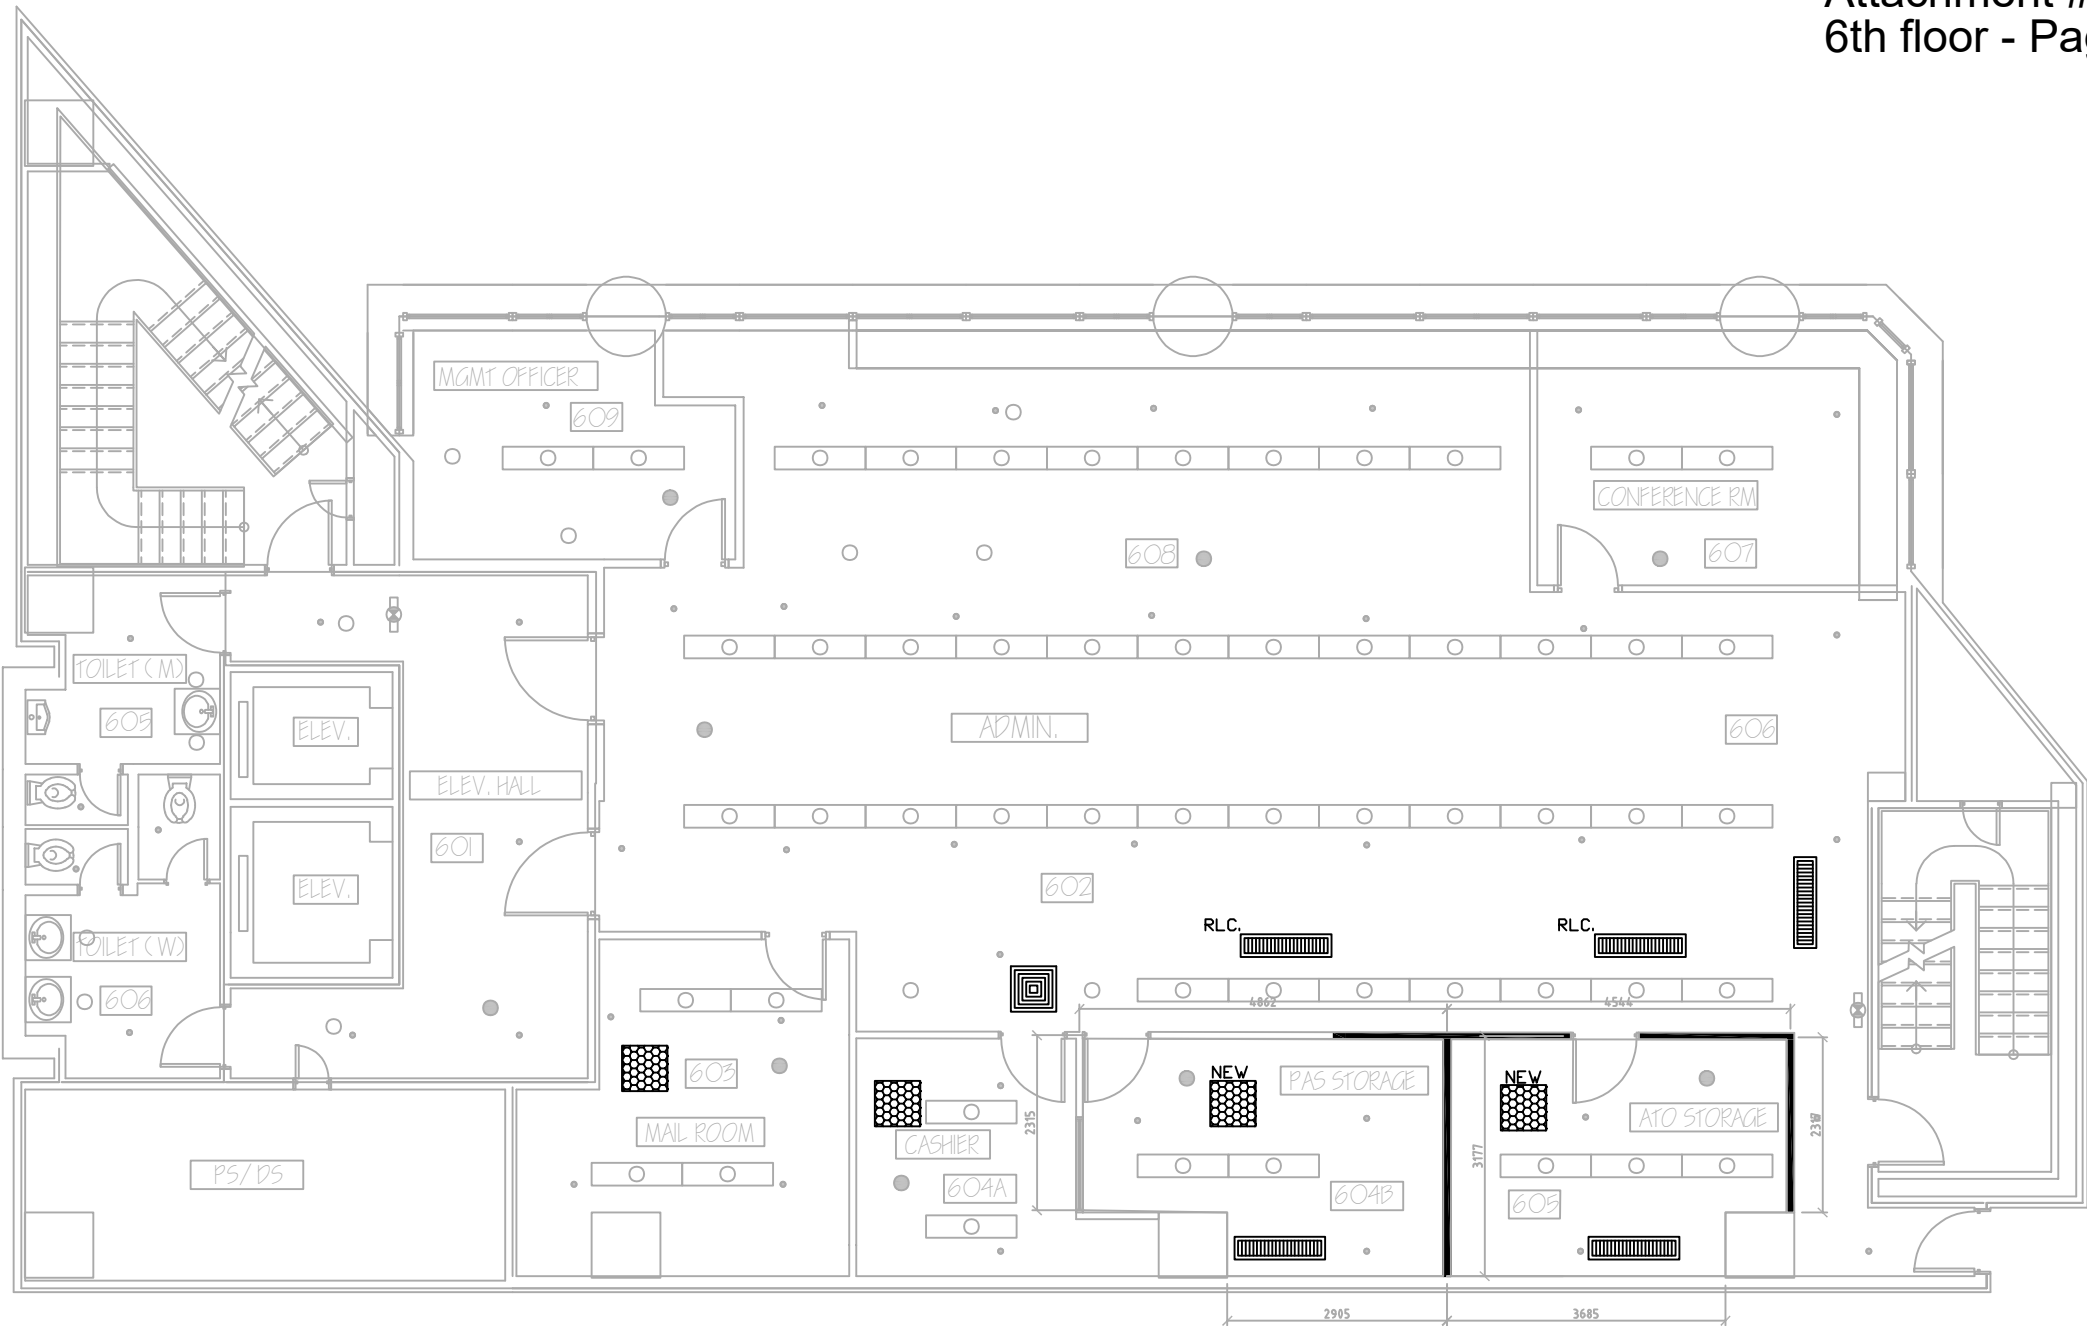 Attachment #
6th floor - Pag
MGMT OFFICER
609
CONFERENCE RM
608
607
TOILET ( M )
605
ELEV.
ADMIN.
606
ELEV. HALL
601
ELEV.
602
RLC.
RLC.
TOILET ( W )
606
4862
4544
603
NEW
PAS STORAGE
NEW
ATO STORAGE
MAIL ROOM
CASHIER
2315
3177
PS/DS
604A
604B
605
2905
3685